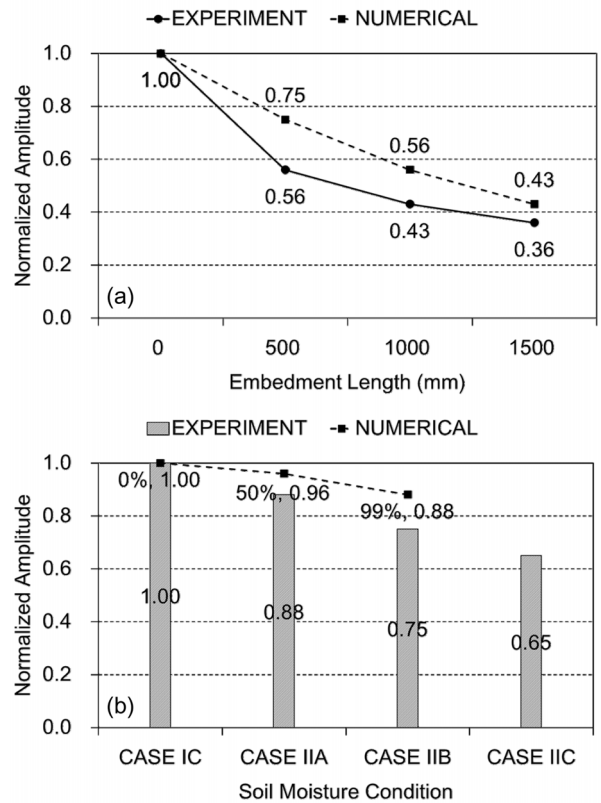 EXPERIMENT NUMERICAL
Normalized Amplitude
1.0
0.8
0.6
0.4
0.2
0.0
1.00
0.75
0.56
0.43
0.56
0.43
0.36
(a)
0 500 1000 1500
Embedment Length (mm)
EXPERIMENT NUMERICAL
Normalized Amplitude
1.0
0.8
0.6
0.4
0.2
0.0
0%, 1.00
50%, 0.96
99%, 0.88
1.00
0.88
0.75
0.65
(b)
CASE IC CASE IIA CASE IIB CASE IIC
Soil Moisture Condition